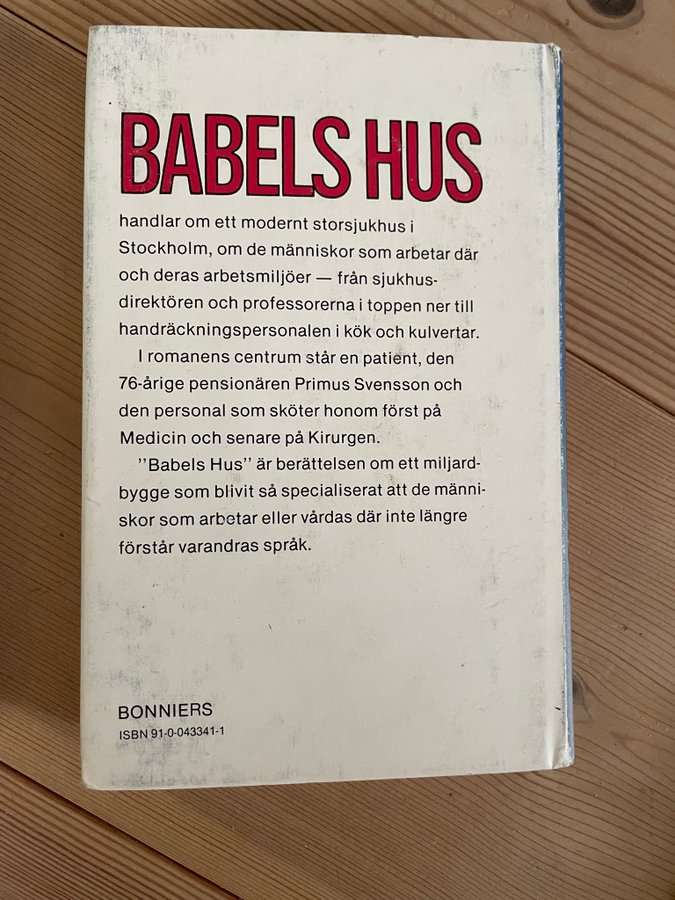 BABELS HUS
handlar om ett modernt storsjukhus i
Stockholm, om de människor som arbetar där
och deras arbetsmiljöer — från sjukhus-
direktören och professorerna i toppen ner till
handräckningspersonalen i kök och kulvertar.
I romanens centrum står en patient, den
76-årige pensionären Primus Svensson och
den personal som sköter honom först på
Medicin och senare på Kirurgen.
”Babels Hus” är berättelsen om ett miljard-
bygge som blivit så specialiserat att de männi-
skor som arbetar eller vårdas där inte längre
förstår varandras språk.
BONNIERS
ISBN 91-0-043341-1